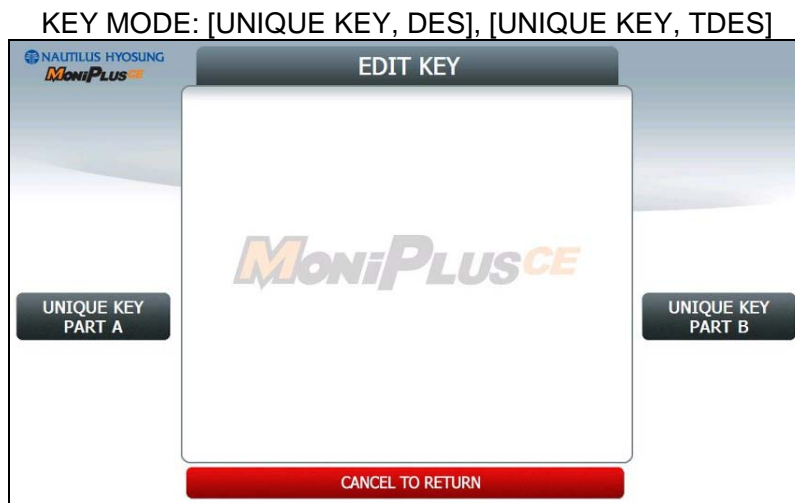 KEY MODE: [UNIQUE KEY, DES], [UNIQUE KEY, TDES]
NAUTILUS HYOSUNG
MONiPLUSCE
EDIT KEY
MONiPLUSCE
UNIQUE KEY
PART A
UNIQUE KEY
PART B
CANCEL TO RETURN